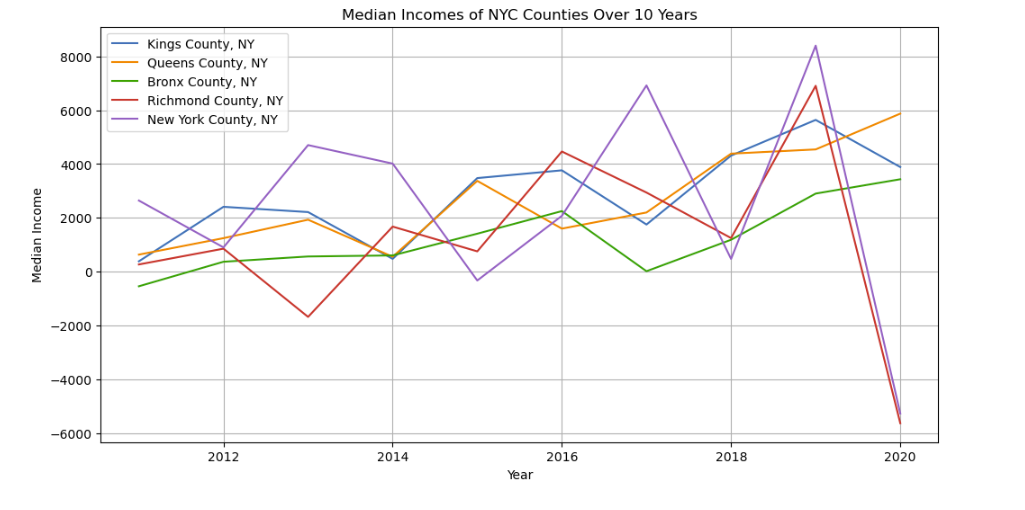 Median Incomes of NYC Counties Over 10 Years
Kings County, NY
Queens County, NY
Bronx County, NY
Richmond County, NY
New York County, NY
Median Income
8000
6000
4000
2000
0
−2000
−4000
−6000
2012 2014 2016 2018 2020
Year